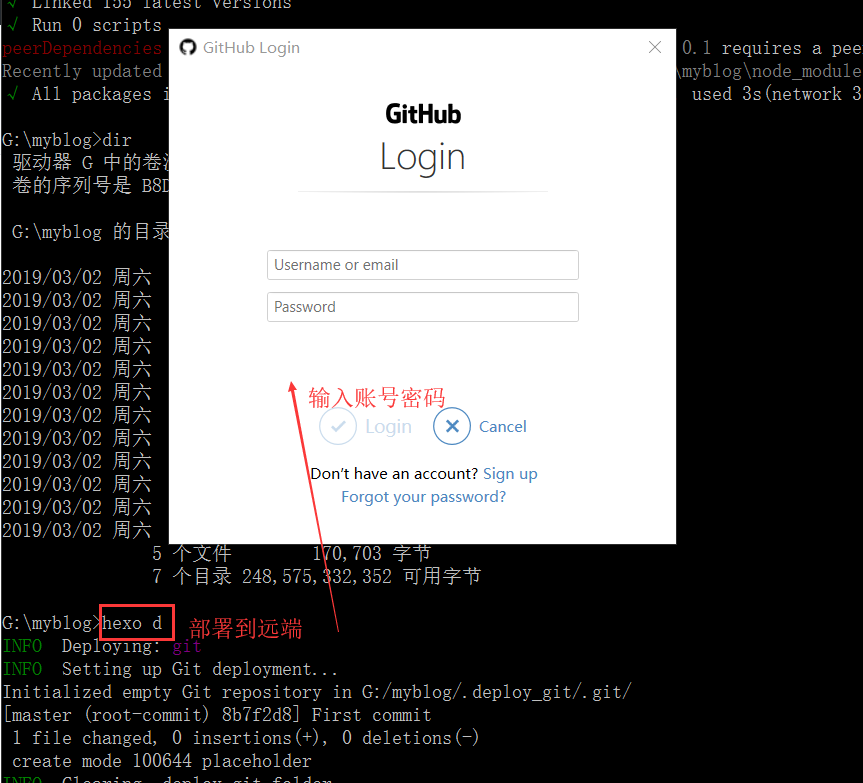 √ Linked 155 latest versions
√ Run 0 scripts
peerDependencies
0.1 requires a pee
Recently updated
\myblog\node_module
√ All packages i
used 3s(network 3
G:\myblog>dir
驱动器 G 中的卷
卷的序列号是 B8D
G:\myblog 的目录
2019/03/02 周六
2019/03/02 周六
2019/03/02 周六
2019/03/02 周六
2019/03/02 周六
2019/03/02 周六
2019/03/02 周六
2019/03/02 周六
2019/03/02 周六
2019/03/02 周六
2019/03/02 周六
2019/03/02 周六
5 个文件 170,703 字节
7 个目录 248,575,332,352 可用字节
GitHub Login
GitHub
Login
Username or email
Password
输入账号密码
Login Cancel
Don't have an account? Sign up
Forgot your password?
G:\myblog>hexo d 部署到远端
INFO Deploying: git
INFO Setting up Git deployment...
Initialized empty Git repository in G:/myblog/.deploy_git/.git/
[master (root-commit) 8b7f2d8] First commit
1 file changed, 0 insertions(+), 0 deletions(-)
create mode 100644 placeholder
INFO Clearing .deploy_git folder